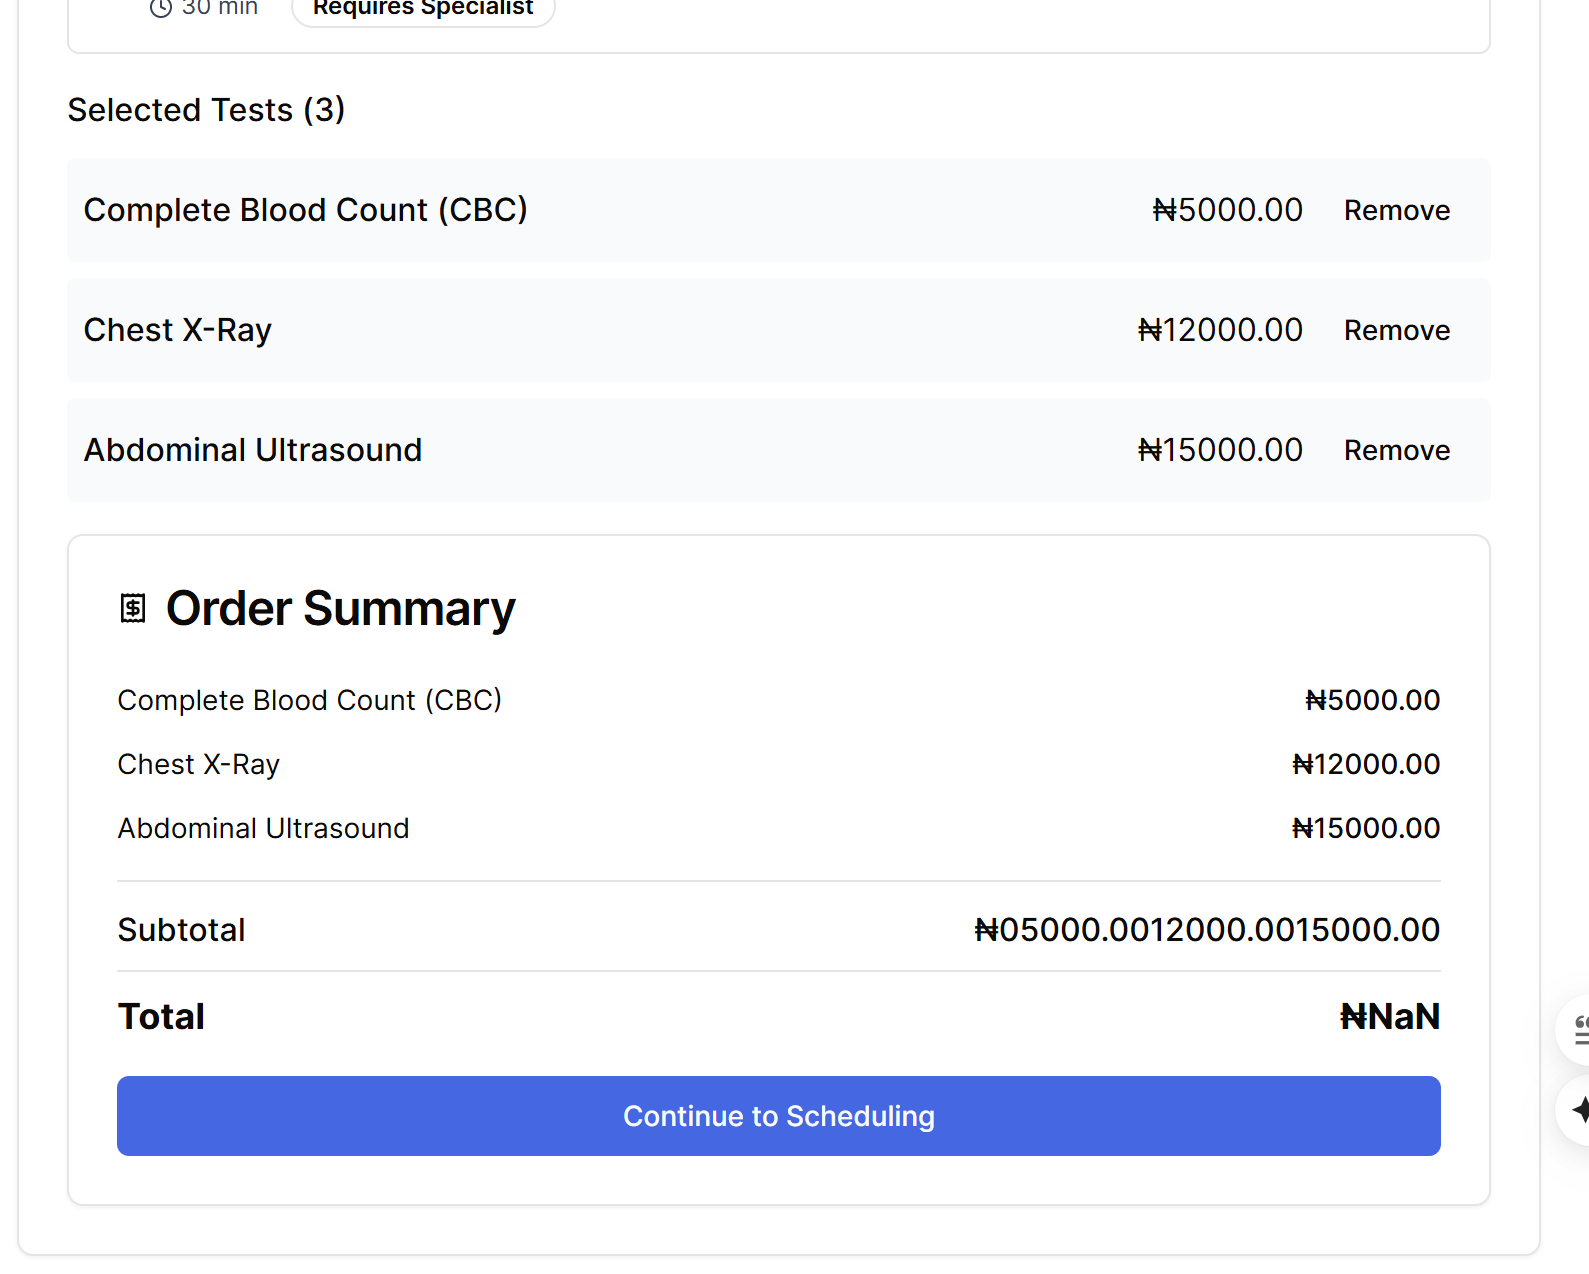 30 min Requires Specialist
Selected Tests (3)
Complete Blood Count (CBC) ₦5000.00 Remove
Chest X-Ray ₦12000.00 Remove
Abdominal Ultrasound ₦15000.00 Remove
Order Summary
Complete Blood Count (CBC) ₦5000.00
Chest X-Ray ₦12000.00
Abdominal Ultrasound ₦15000.00
Subtotal ₦05000.0012000.0015000.00
Total ₦NaN
Continue to Scheduling